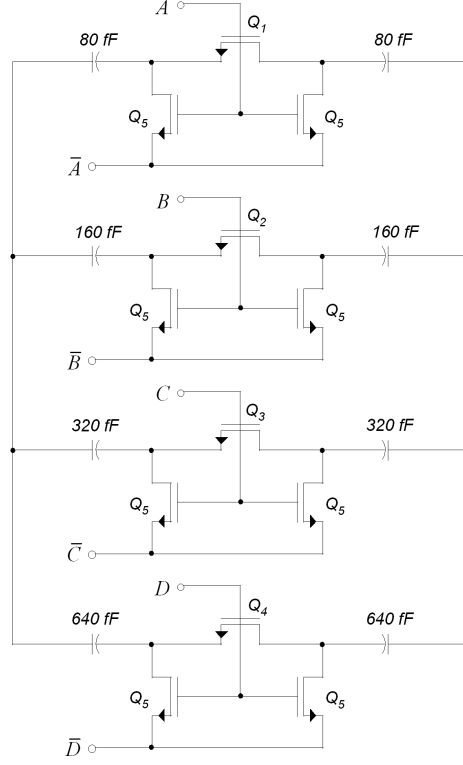 A
80 fF Q1 80 fF
Q5 Q5
A̅
B
160 fF Q2 160 fF
Q5 Q5
B̅
C
320 fF Q3 320 fF
Q5 Q5
C̅
D
640 fF Q4 640 fF
Q5 Q5
D̅